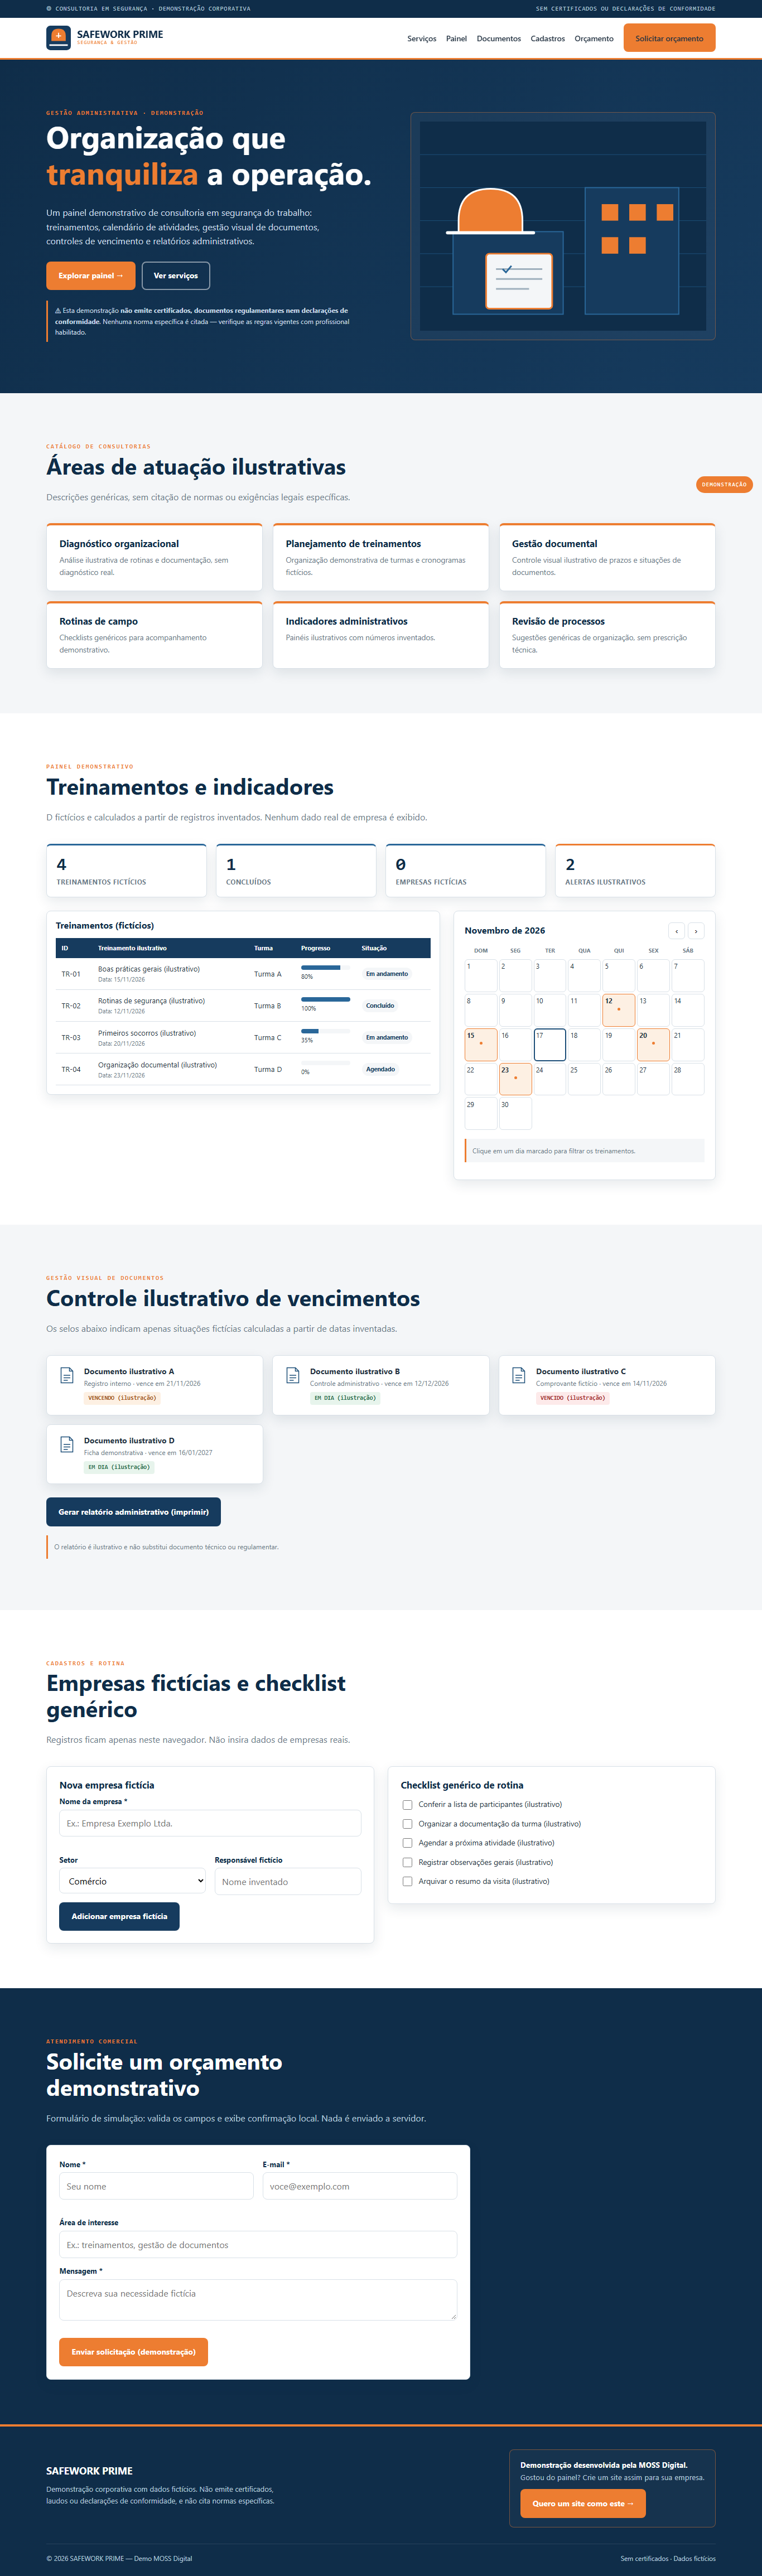 CONSULTORIA EM SEGURANÇA · DEMONSTRAÇÃO CORPORATIVA
SEM CERTIFICADOS OU DECLARAÇÕES DE CONFORMIDADE
SAFEWORK PRIME
SEGURANÇA & GESTÃO
Serviços
Painel
Documentos
Cadastros
Orçamento
Solicitar orçamento
GESTÃO ADMINISTRATIVA · DEMONSTRAÇÃO
Organização que
tranquiliza a operação.
Um painel demonstrativo de consultoria em segurança do trabalho:
treinamentos, calendário de atividades, gestão visual de documentos,
controles de vencimento e relatórios administrativos.
Explorar painel →
Ver serviços
⚠ Esta demonstração não emite certificados, documentos regulamentares nem declarações de
conformidade. Nenhuma norma específica é citada — verifique as regras vigentes com profissional
habilitado.
CATÁLOGO DE CONSULTORIAS
Áreas de atuação ilustrativas
Descrições genéricas, sem citação de normas ou exigências legais específicas.
DEMONSTRAÇÃO
Diagnóstico organizacional
Análise ilustrativa de rotinas e documentação, sem
diagnóstico real.
Planejamento de treinamentos
Organização demonstrativa de turmas e cronogramas
fictícios.
Gestão documental
Controle visual ilustrativo de prazos e situações de
documentos.
Rotinas de campo
Checklists genéricos para acompanhamento
demonstrativo.
Indicadores administrativos
Painéis ilustrativos com números inventados.
Revisão de processos
Sugestões genéricas de organização, sem prescrição
técnica.
PAINEL DEMONSTRATIVO
Treinamentos e indicadores
D fictícios e calculados a partir de registros inventados. Nenhum dado real de empresa é exibido.
4
TREINAMENTOS FICTÍCIOS
1
CONCLUÍDOS
0
EMPRESAS FICTÍCIAS
2
ALERTAS ILUSTRATIVOS
Treinamentos (fictícios)
ID Treinamento ilustrativo Turma Progresso Situação
TR-01 Boas práticas gerais (ilustrativo) Turma A Em andamento
Data: 15/11/2026 80%
TR-02 Rotinas de segurança (ilustrativo) Turma B Concluído
Data: 12/11/2026 100%
TR-03 Primeiros socorros (ilustrativo) Turma C Em andamento
Data: 20/11/2026 35%
TR-04 Organização documental (ilustrativo) Turma D Agendado
Data: 23/11/2026 0%
Novembro de 2026
‹ ›
DOM SEG TER QUA QUI SEX SÁB
1 2 3 4 5 6 7
8 9 10 11 12 13 14
15 16 17 18 19 20 21
22 23 24 25 26 27 28
29 30
Clique em um dia marcado para filtrar os treinamentos.
GESTÃO VISUAL DE DOCUMENTOS
Controle ilustrativo de vencimentos
Os selos abaixo indicam apenas situações fictícias calculadas a partir de datas inventadas.
Documento ilustrativo A
Registro interno · vence em 21/11/2026
VENCENDO (ilustração)
Documento ilustrativo B
Controle administrativo · vence em 12/12/2026
EM DIA (ilustração)
Documento ilustrativo C
Comprovante fictício · vence em 14/11/2026
VENCIDO (ilustração)
Documento ilustrativo D
Ficha demonstrativa · vence em 16/01/2027
EM DIA (ilustração)
Gerar relatório administrativo (imprimir)
O relatório é ilustrativo e não substitui documento técnico ou regulamentar.
CADASTROS E ROTINA
Empresas fictícias e checklist
genérico
Registros ficam apenas neste navegador. Não insira dados de empresas reais.
Nova empresa fictícia
Nome da empresa *
Ex.: Empresa Exemplo Ltda.
Setor
Comércio
Responsável fictício
Nome inventado
Adicionar empresa fictícia
Checklist genérico de rotina
Conferir a lista de participantes (ilustrativo)
Organizar a documentação da turma (ilustrativo)
Agendar a próxima atividade (ilustrativo)
Registrar observações gerais (ilustrativo)
Arquivar o resumo da visita (ilustrativo)
ATENDIMENTO COMERCIAL
Solicite um orçamento
demonstrativo
Formulário de simulação: valida os campos e exibe confirmação local. Nada é enviado a servidor.
Nome *
Seu nome
E-mail *
voce@exemplo.com
Área de interesse
Ex.: treinamentos, gestão de documentos
Mensagem *
Descreva sua necessidade fictícia
Enviar solicitação (demonstração)
SAFEWORK PRIME
Demonstração corporativa com dados fictícios. Não emite certificados,
laudos ou declarações de conformidade, e não cita normas específicas.
Demonstração desenvolvida pela MOSS Digital.
Gostou do painel? Crie um site assim para sua empresa.
Quero um site como este →
© 2026 SAFEWORK PRIME — Demo MOSS Digital
Sem certificados · Dados fictícios